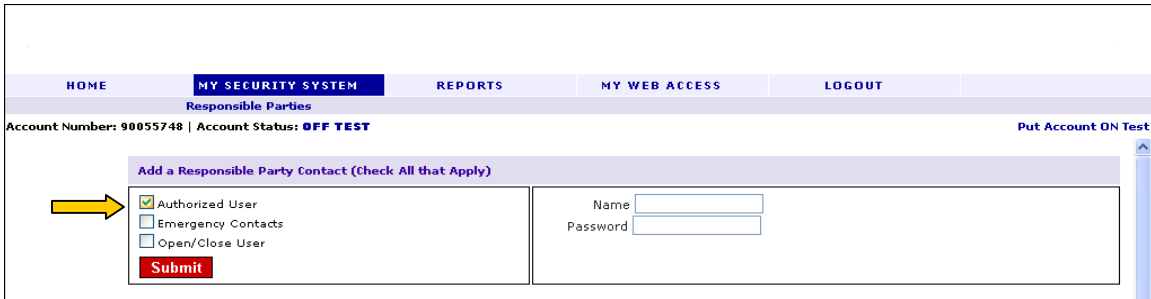 HOME MY SECURITY SYSTEM REPORTS MY WEB ACCESS LOGOUT
Responsible Parties
Account Number: 90055748 | Account Status: OFF TEST Put Account ON Test
Add a Responsible Party Contact (Check All that Apply)
Authorized User
Emergency Contacts
Open/Close User
Submit
Name
Password